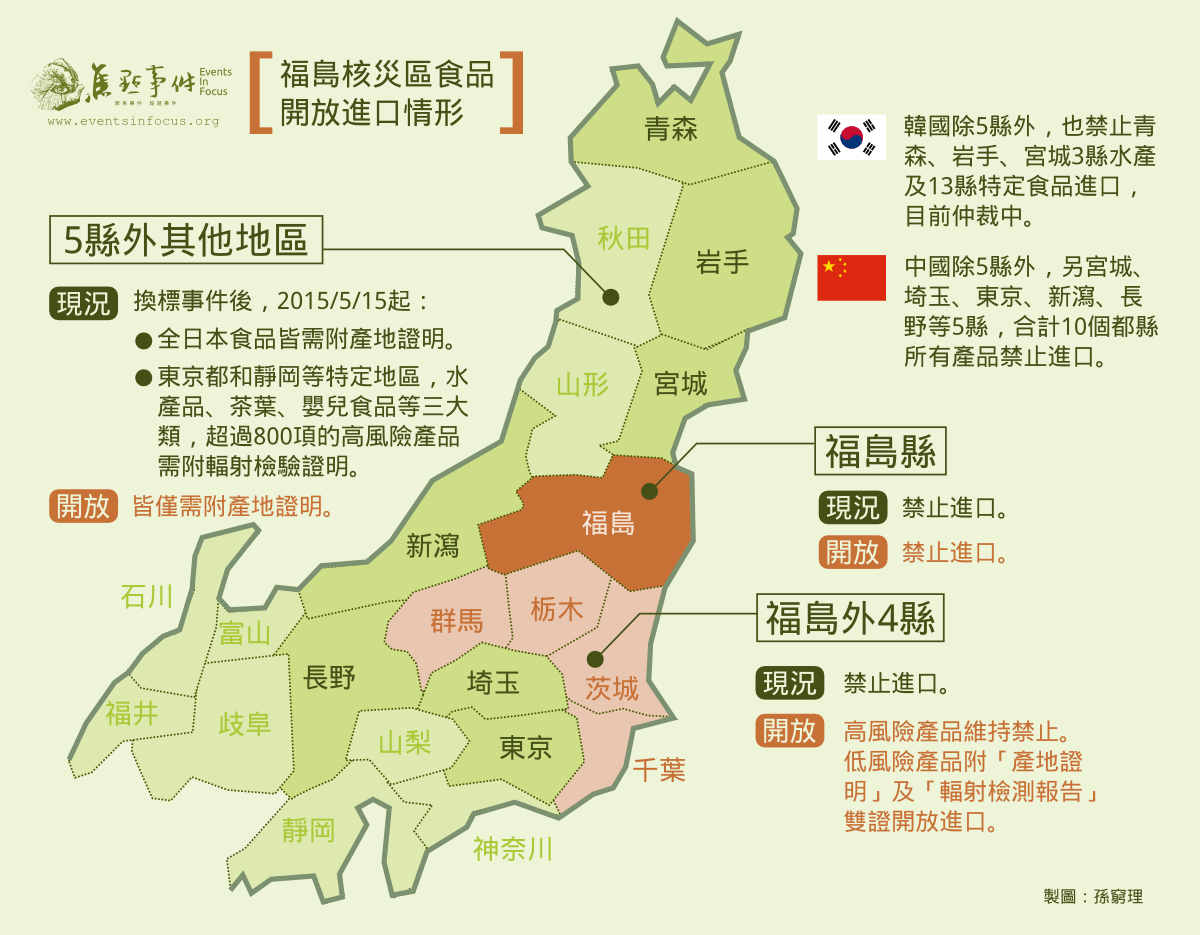 焦點事件
Events
In
Focus
聚焦事件 超越事件
www.eventsinfocus.org
福島核災區食品
開放進口情形
韓國除5縣外，也禁止青
森、岩手、宮城3縣水產
及13縣特定食品進口，
目前仲裁中。
中國除5縣外，另宮城、
埼玉、東京、新瀉、長
野等5縣，合計10個都縣
所有產品禁止進口。
5縣外其他地區
現況
換標事件後，2015/5/15起：
●全日本食品皆需附產地證明。
●東京都和靜岡等特定地區，水
產品、茶葉、嬰兒食品等三大
類，超過800項的高風險產品
需附輻射檢驗證明。
開放
皆僅需附產地證明。
福島縣
現況
禁止進口。
開放
禁止進口。
福島外4縣
現況
禁止進口。
開放
高風險產品維持禁止。
低風險產品附「產地證
明」及「輻射檢測報告」
雙證開放進口。
青森
秋田
岩手
山形
宮城
福島
新瀉
石川
富山
群馬
栃木
長野
埼玉
茨城
福井
岐阜
山梨
東京
千葉
靜岡
神奈川
製圖：孫窮理